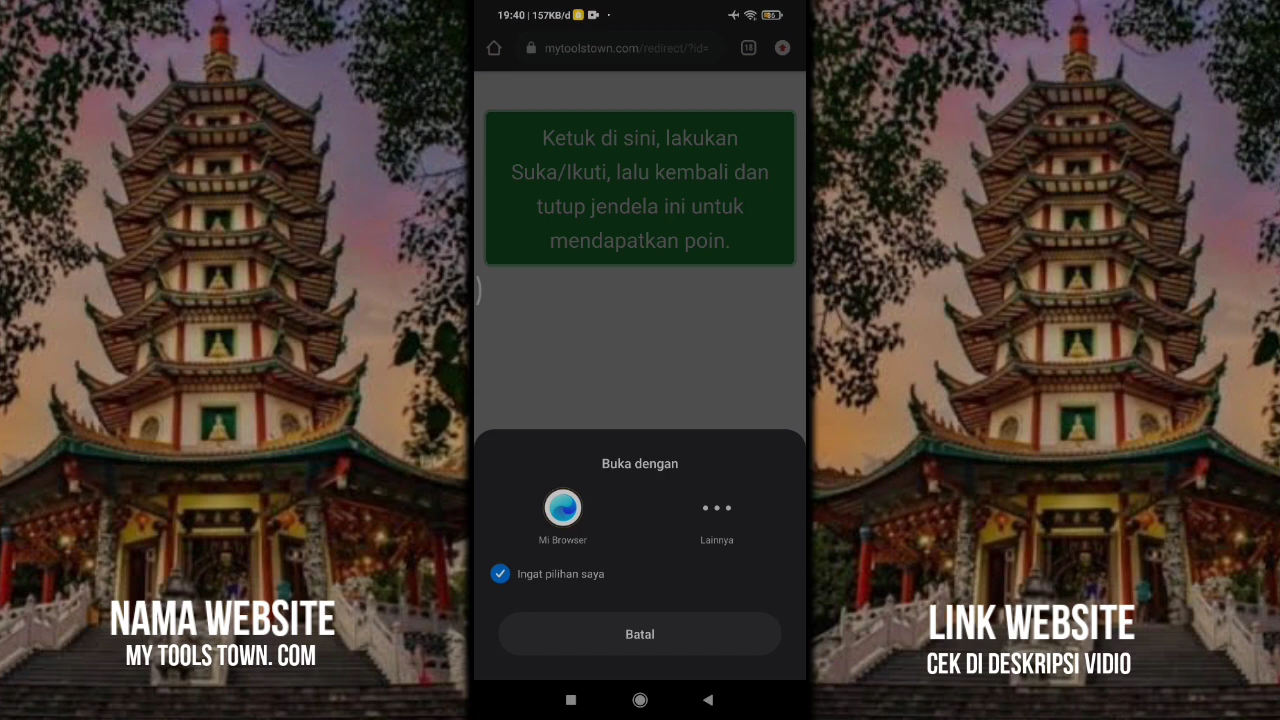 19:40 | 157KB/d
mytoolstown.com/redirect/?id=
18
Ketuk di sini, lakukan
Suka/Ikuti, lalu kembali dan
tutup jendela ini untuk
mendapatkan poin.
Buka dengan
Mi Browser
Lainnya
Ingat pilihan saya
Batal
NAMA WEBSITE
MY TOOLS TOWN. COM
LINK WEBSITE
CEK DI DESKRIPSI VIDIO